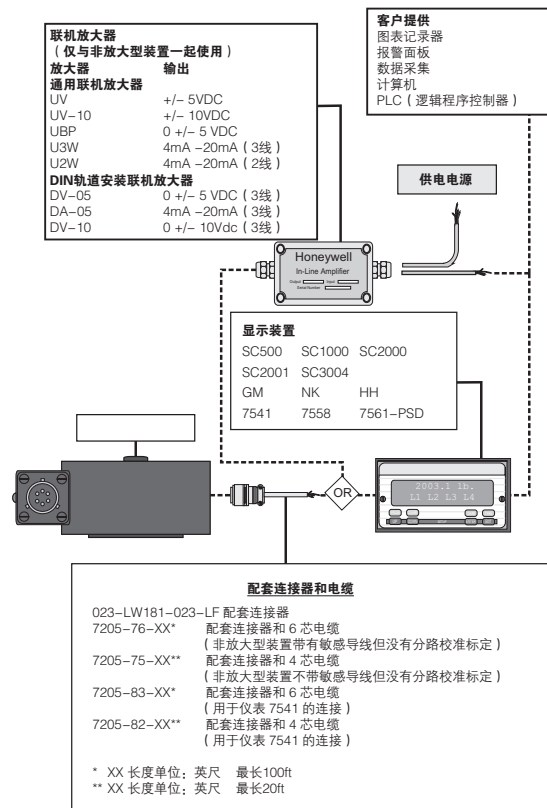 联机放大器
（仅与非放大型装置一起使用）
放大器 输出
通用联机放大器
UV +/- 5VDC
UV-10 +/- 10VDC
UBP 0 +/- 5 VDC
U3W 4mA -20mA（3线）
U2W 4mA -20mA（2线）
DIN轨道安装联机放大器
DV-05 0 +/- 5 VDC（3线）
DA-05 4mA -20mA（3线）
DV-10 0 +/- 10Vdc（3线）
客户提供
图表记录器
报警面板
数据采集
计算机
PLC（逻辑程序控制器）
供电电源
Honeywell
In-Line Amplifier
Output Input
Serial Number
显示装置
SC500 SC1000 SC2000
SC2001 SC3004
GM NK HH
7541 7558 7561-PSD
OR
2003.1 lb.
L1 L2 L3 L4
配套连接器和电缆
023-LW181-023-LF 配套连接器
7205-76-XX* 配套连接器和 6 芯电缆
（非放大型装置带有敏感导线但没有分路校准标定）
7205-75-XX** 配套连接器和 4 芯电缆
（非放大型装置不带敏感导线但没有分路校准标定）
7205-83-XX* 配套连接器和 6 芯电缆
（用于仪表 7541 的连接）
7205-82-XX** 配套连接器和 4 芯电缆
（用于仪表 7541 的连接）
* XX 长度单位：英尺 最长100ft
** XX 长度单位：英尺 最长20ft